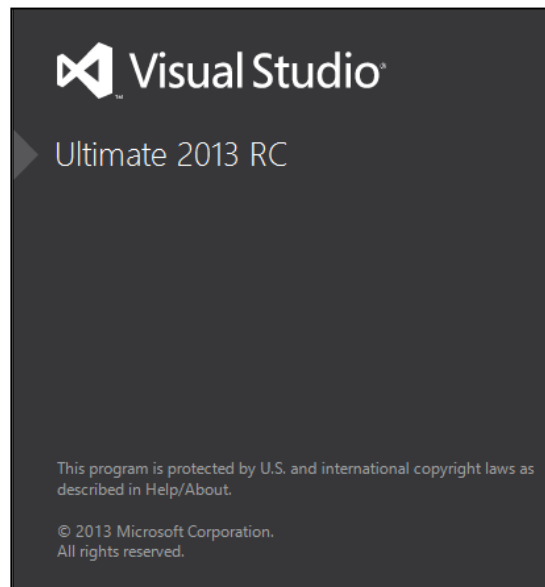 Visual Studio®
™
Ultimate 2013 RC
This program is protected by U.S. and international copyright laws as
described in Help/About.
© 2013 Microsoft Corporation.
All rights reserved.